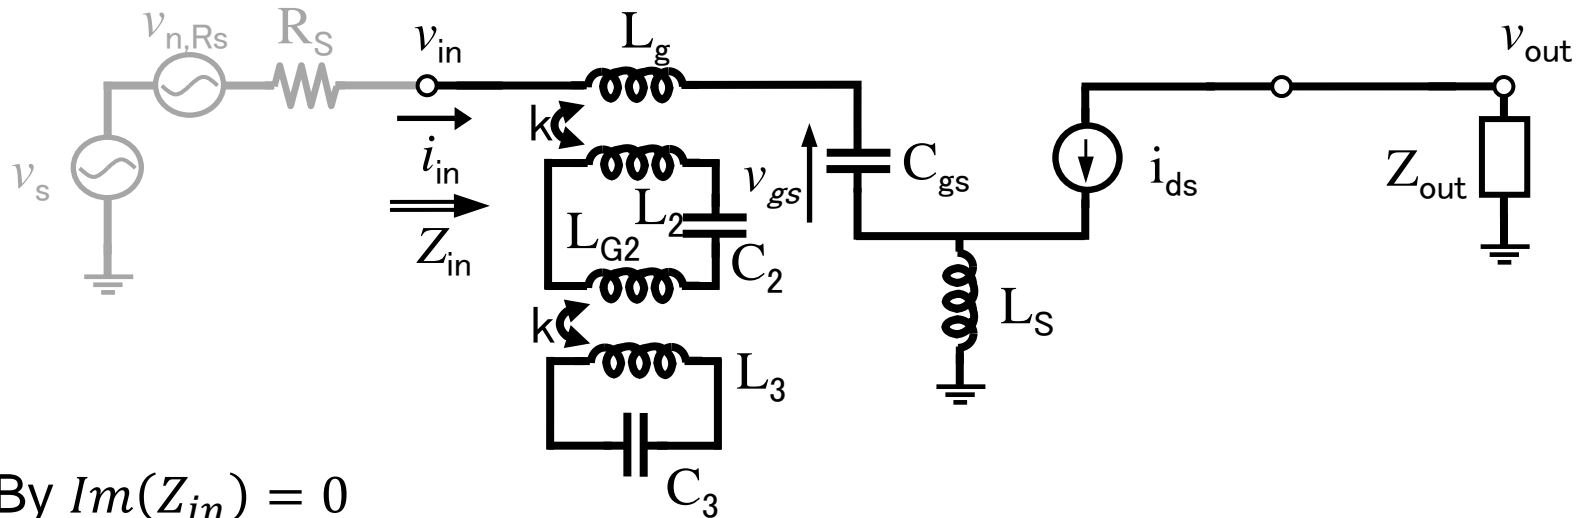 v_n,Rs
R_S
v_in
L_g
v_out
k
v_s
i_in
Z_in
L_2
L_G2
C_2
v_gs
C_gs
i_ds
Z_out
k
L_S
L_3
C_3
By Im(Z_in) = 0